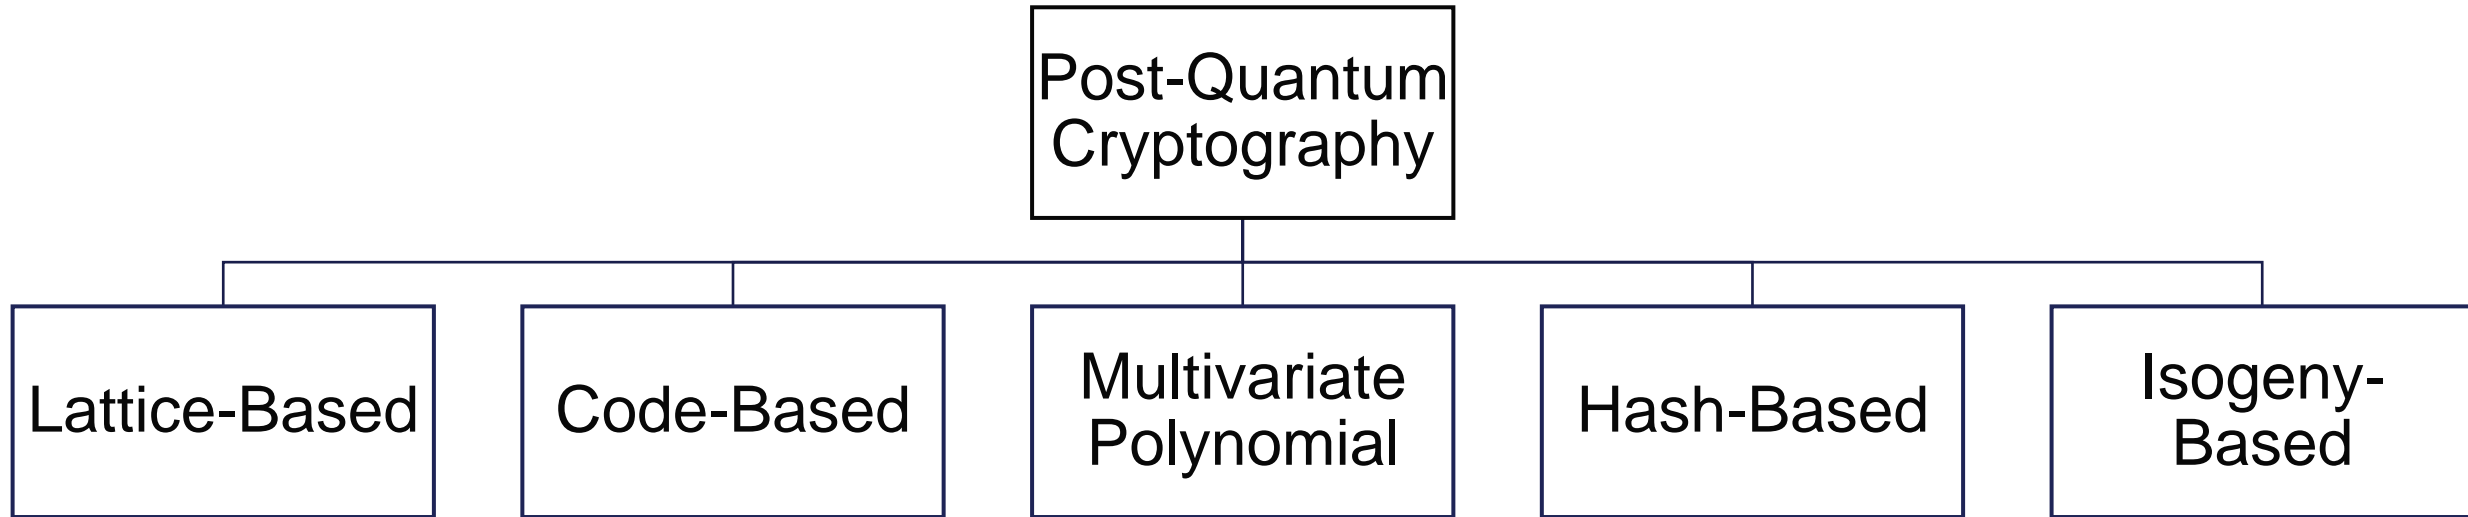 Post-Quantum
Cryptography
Lattice-Based
Code-Based
Multivariate
Polynomial
Hash-Based
Isogeny-
Based